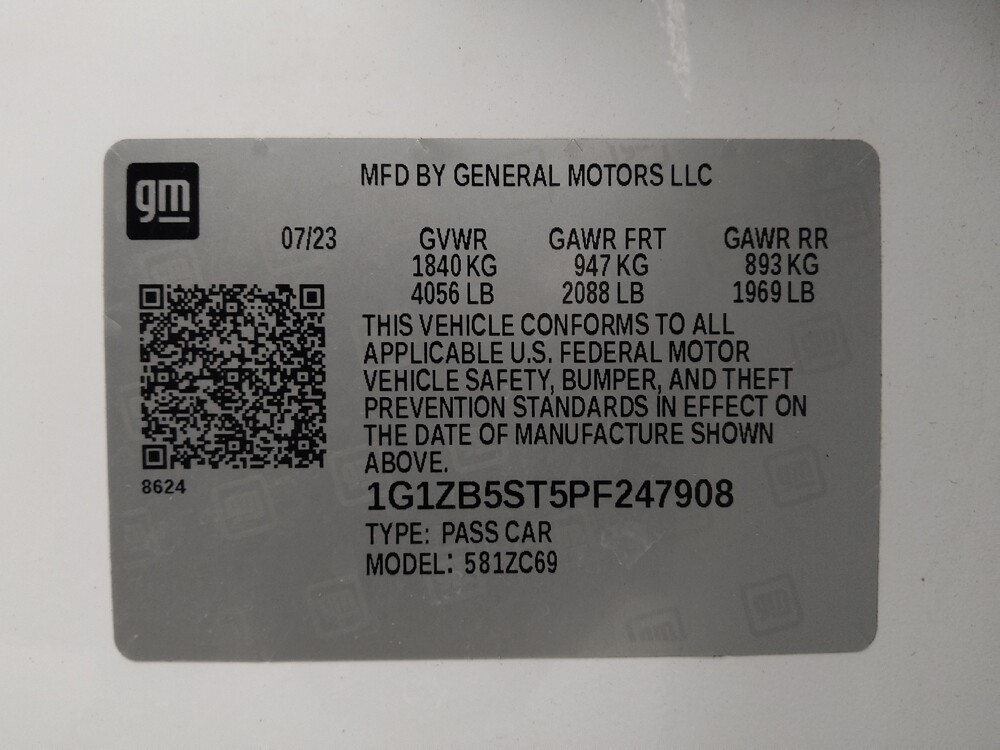 gm
MFD BY GENERAL MOTORS LLC
07/23 GVWR GAWR FRT GAWR RR
1840 KG 947 KG 893 KG
4056 LB 2088 LB 1969 LB
THIS VEHICLE CONFORMS TO ALL
APPLICABLE U.S. FEDERAL MOTOR
VEHICLE SAFETY, BUMPER, AND THEFT
PREVENTION STANDARDS IN EFFECT ON
THE DATE OF MANUFACTURE SHOWN
ABOVE.
8624
1G1ZB5ST5PF247908
TYPE: PASS CAR
MODEL: 581ZC69